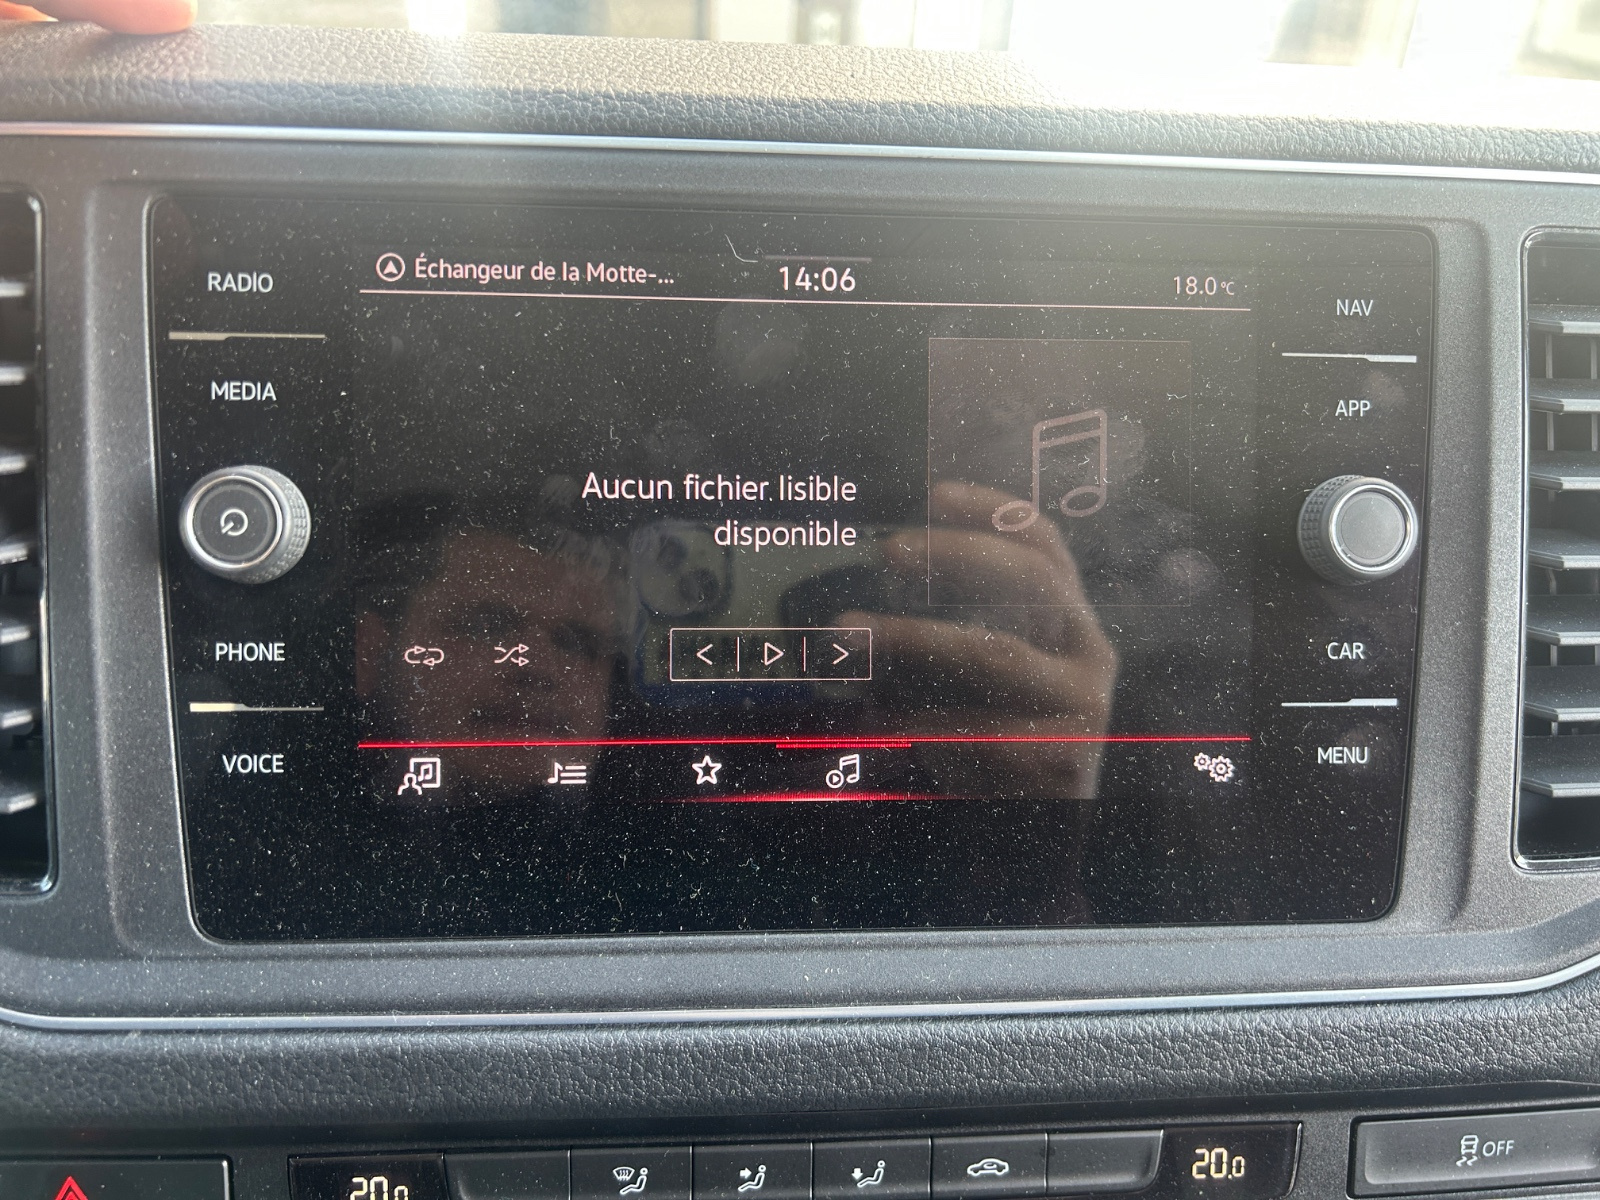 RADIO
MEDIA
PHONE
VOICE
Échangeur de la Motte-...
14:06
18.0°C
Aucun fichier lisible
disponible
NAV
APP
CAR
MENU
20.0
20.0
OFF